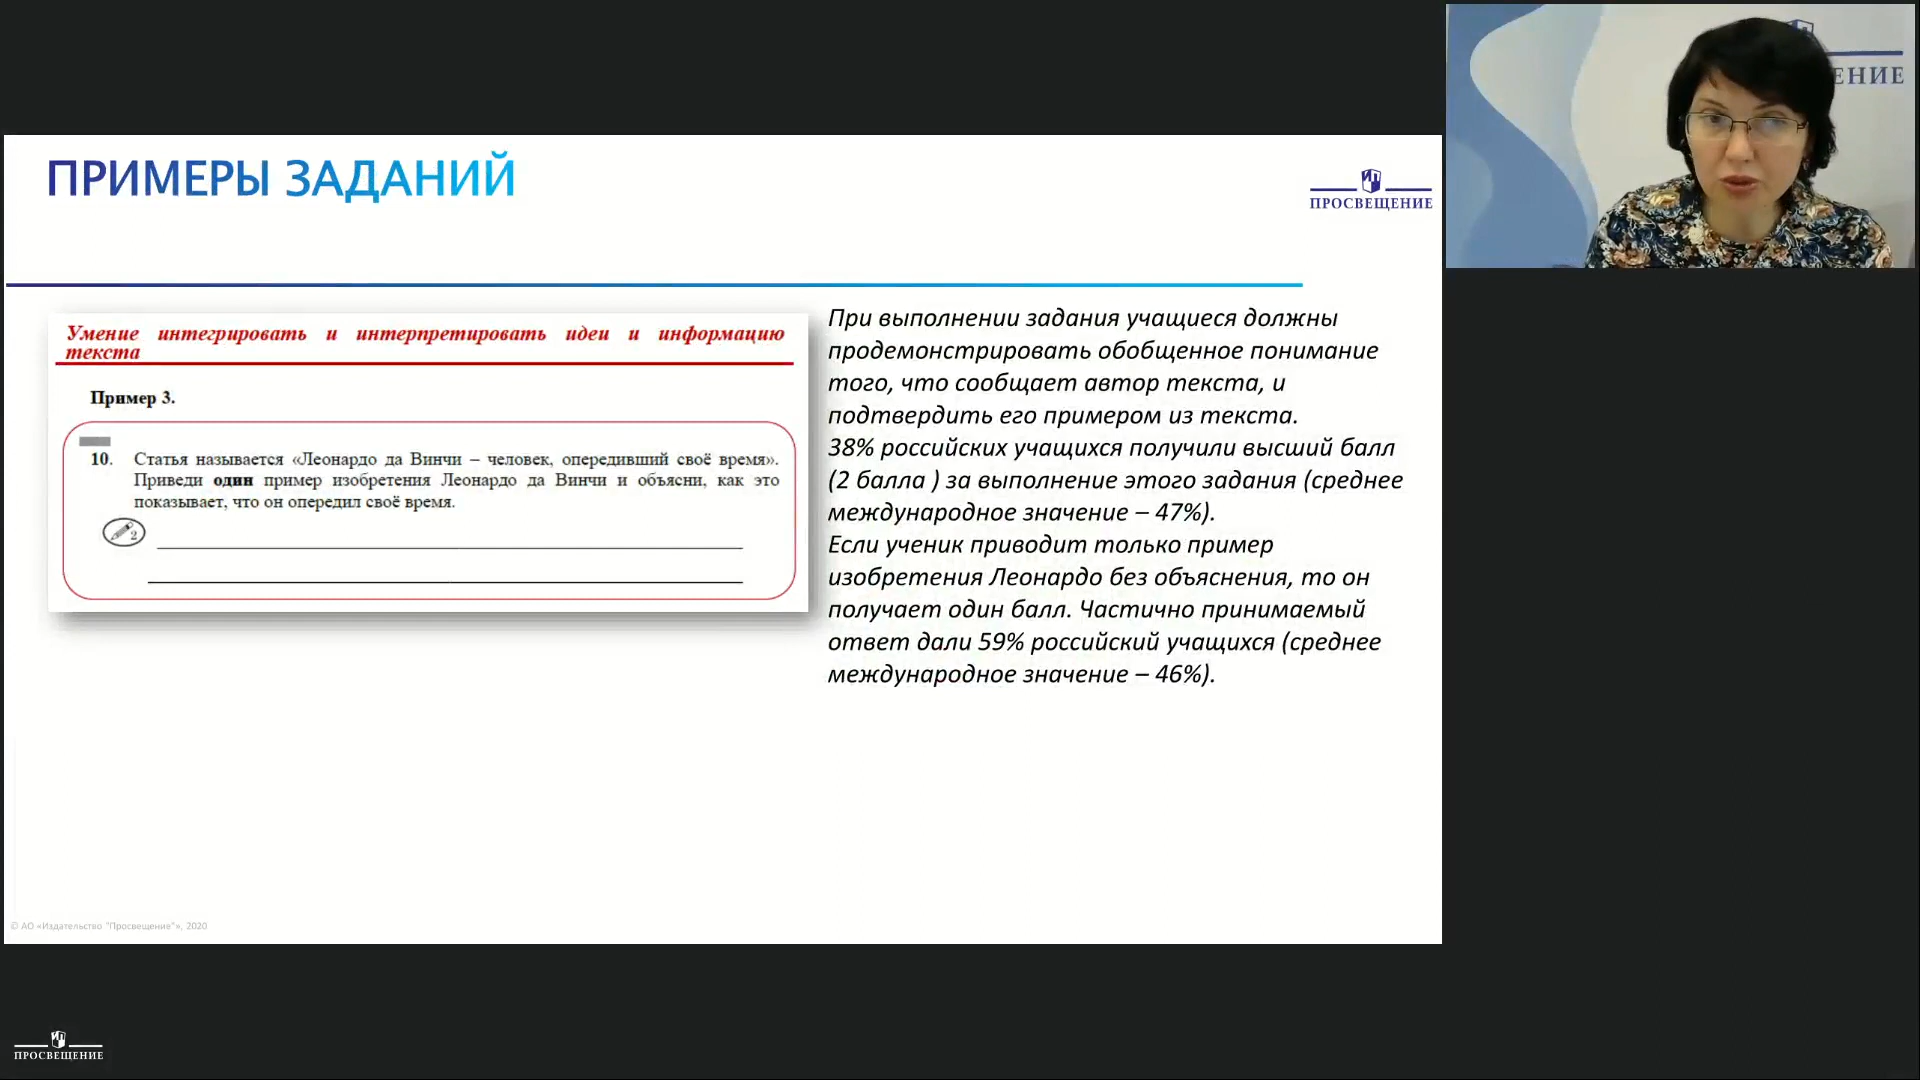 ПРИМЕРЫ ЗАДАНИЙ
ПРОСВЕЩЕНИЕ
ЕНИЕ
Умение интегрировать и интерпретировать идеи и информацию
текста
Пример 3.
10. Статья называется «Леонардо да Винчи – человек, опередивший своё время».
Приведи один пример изобретения Леонардо да Винчи и объясни, как это
показывает, что он опередил своё время.
2
При выполнении задания учащиеся должны
продемонстрировать обобщенное понимание
того, что сообщает автор текста, и
подтвердить его примером из текста.
38% российских учащихся получили высший балл
(2 балла ) за выполнение этого задания (среднее
международное значение – 47%).
Если ученик приводит только пример
изобретения Леонардо без объяснения, то он
получает один балл. Частично принимаемый
ответ дали 59% российский учащихся (среднее
международное значение – 46%).
© АО «Издательство "Просвещение"», 2020
ПРОСВЕЩЕНИЕ